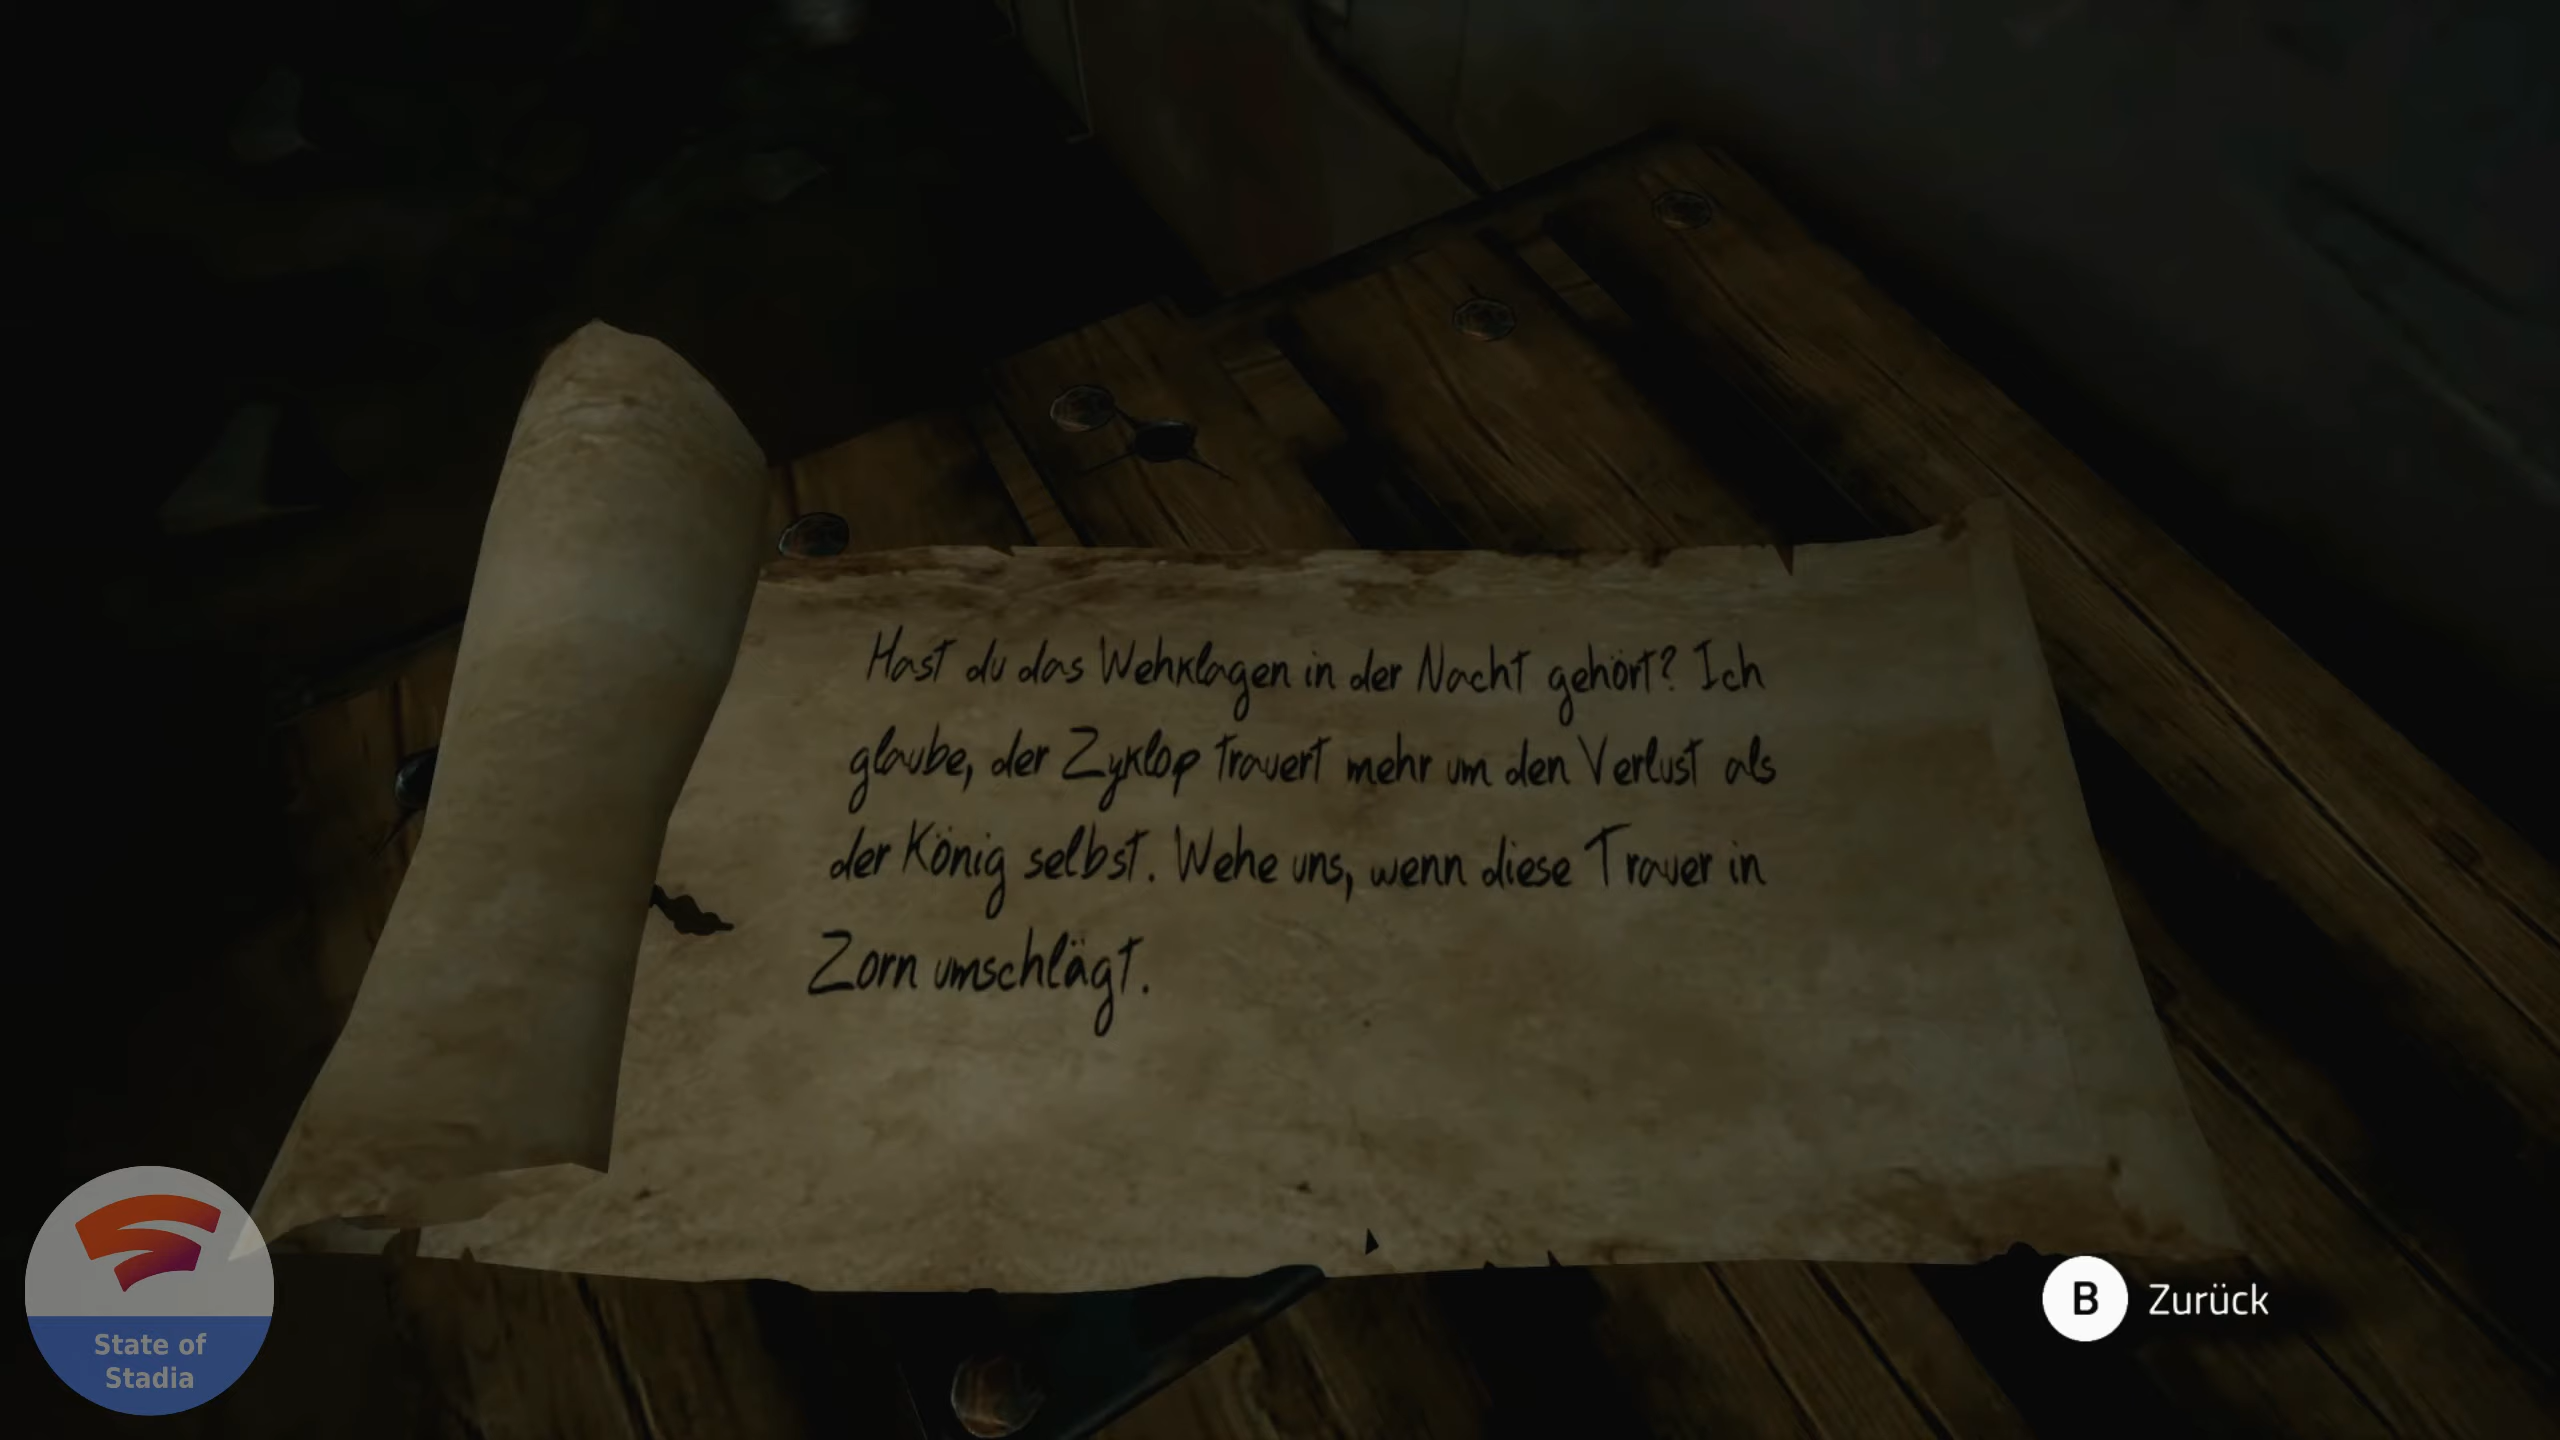 Hast du das Wehklagen in der Nacht gehört? Ich
glaube, der Zyklop trauert mehr um den Verlust als
der König selbst. Wehe uns, wenn diese Trauer in
Zorn umschlägt.
B Zurück
State of
Stadia